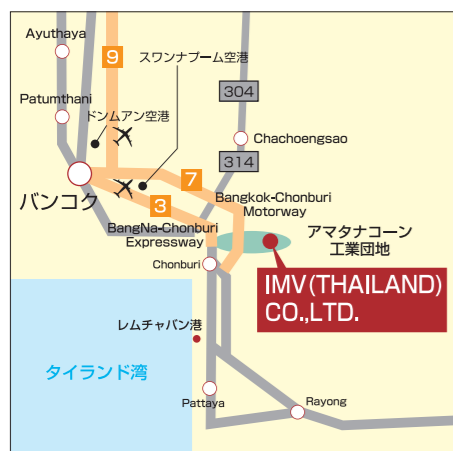 Ayuthaya
9
スワンナプーム空港
Patumthani
304
ドンムアン空港
Chachoengsao
314
バンコク
7
3
Bangkok-Chonburi
Motorway
BangNa-Chonburi
Expressway
アマタナコーン
工業団地
Chonburi
IMV(THAILAND)
CO.,LTD.
レムチャバン港
タイランド湾
Pattaya
Rayong